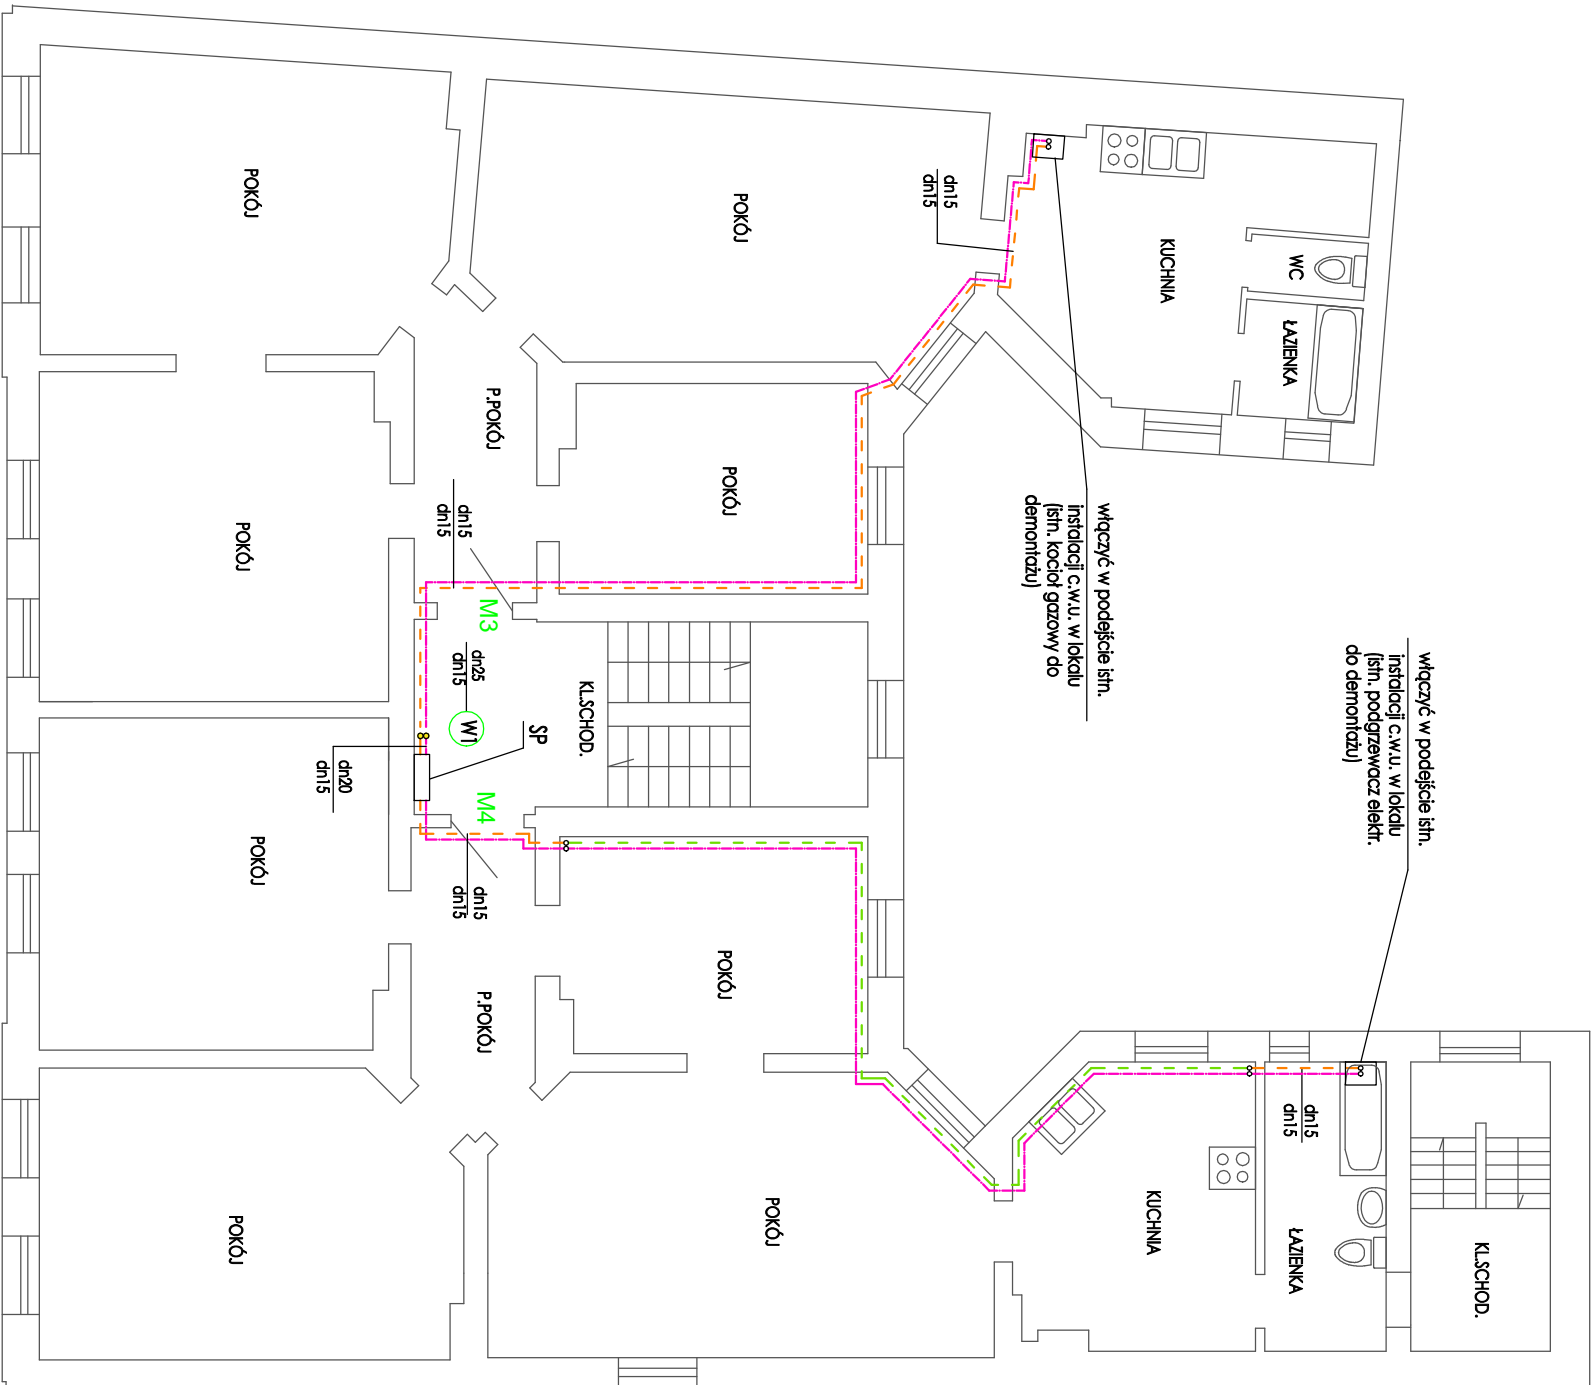 włączyć w podejście istn.
instalacji c.w.u. w lokalu
(istn. podgrzewacz elektr.
do demontażu)
włączyć w podejście istn.
instalacji c.w.u. w lokalu
(istn. kocioł gazowy do
demontażu)
WC
ŁAZIENKA
KUCHNIA
dn15
dn15
POKÓJ
POKÓJ
POKÓJ
P.POKÓJ
dn15
dn15
POKÓJ
M3
dn25
dn15
W1
SP
KL.SCHOD.
dn20
dn15
M4
dn15
dn15
POKÓJ
P.POKÓJ
POKÓJ
POKÓJ
POKÓJ
KUCHNIA
ŁAZIENKA
dn15
dn15
KL.SCHOD.